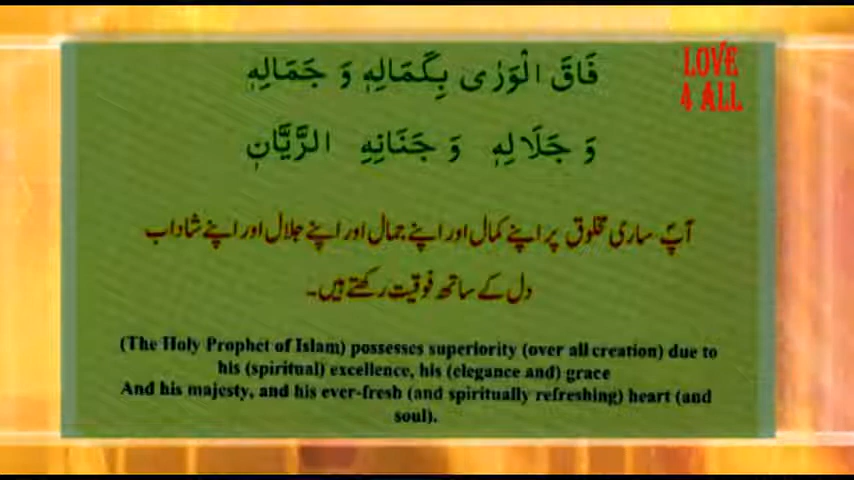 فَاقَ الْوَرٰى بِكَمَالِهٖ وَ جَمَالِهٖ
LOVE
4 ALL
وَ جَلَالِهٖ وَ جَنَانِهِ الرَّيَّانٖ
آپؐ ساری مخلوق پر اپنے کمال اور اپنے جمال اور اپنے جلال اور اپنے شاداب
دل کے ساتھ فوقیت رکھتے ہیں۔
(The Holy Prophet of Islam) possesses superiority (over all creation) due to
his (spiritual) excellence, his (elegance and) grace
And his majesty, and his ever-fresh (and spiritually refreshing) heart (and
soul).